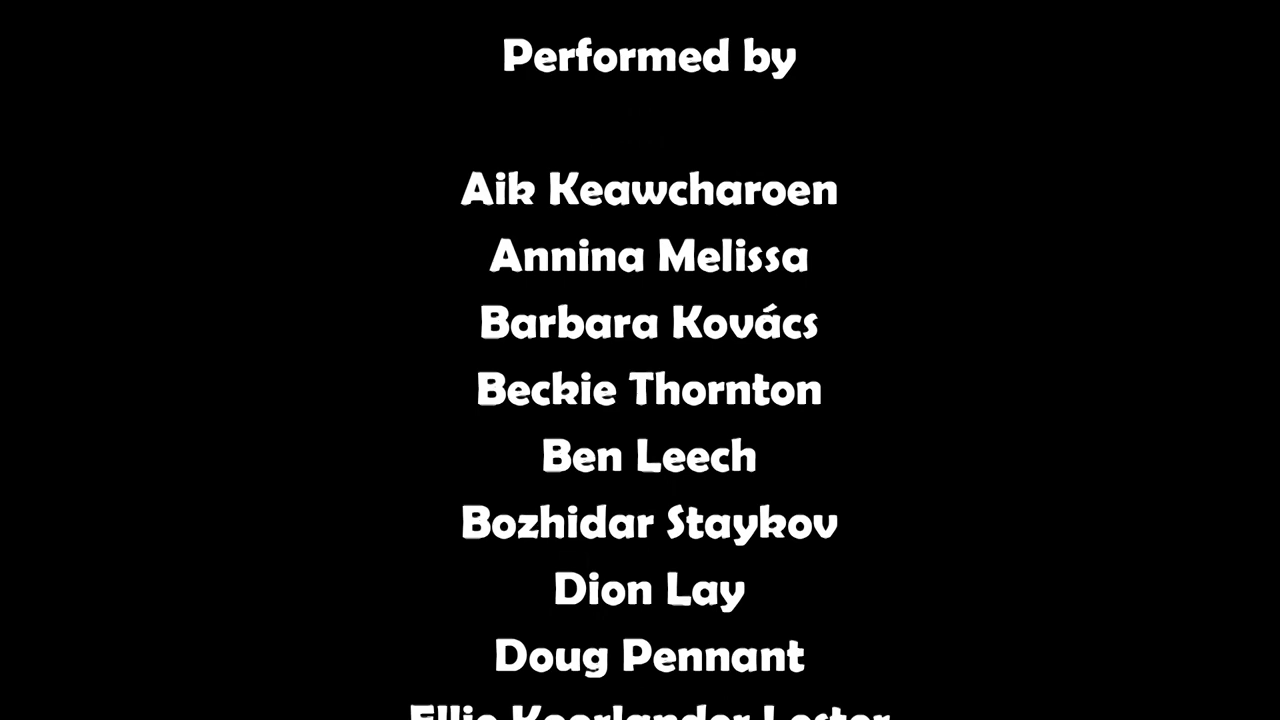 Performed by
Aik Keawcharoen
Annina Melissa
Barbara Kovács
Beckie Thornton
Ben Leech
Bozhidar Staykov
Dion Lay
Doug Pennant